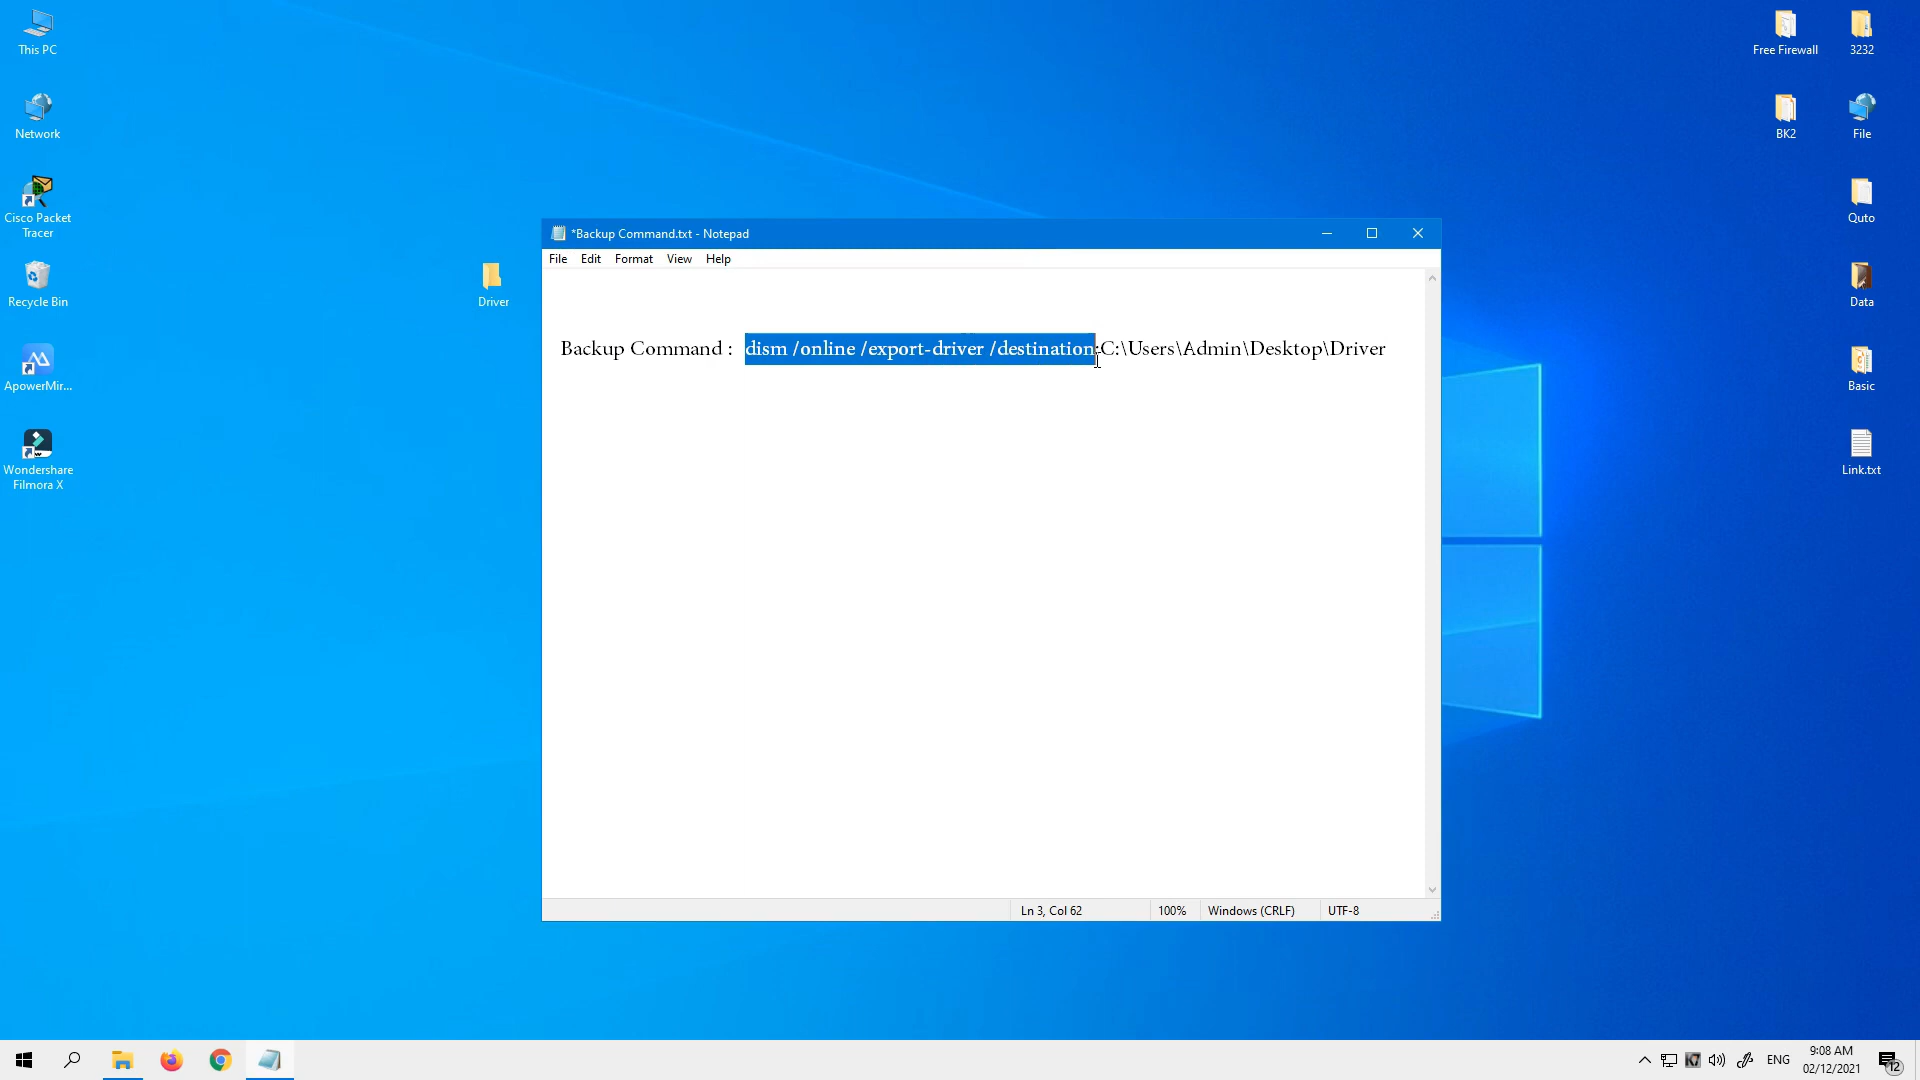 This PC
Network
Cisco Packet
Tracer
Recycle Bin
ApowerMir...
Wondershare
Filmora X
Driver
*Backup Command.txt - Notepad
File Edit Format View Help
Backup Command : dism /online /export-driver /destination:C:\Users\Admin\Desktop\Driver
Ln 3, Col 62
100%
Windows (CRLF)
UTF-8
Free Firewall
3232
BK2
File
Quto
Data
Basic
Link.txt
ENG
9:08 AM
02/12/2021
12